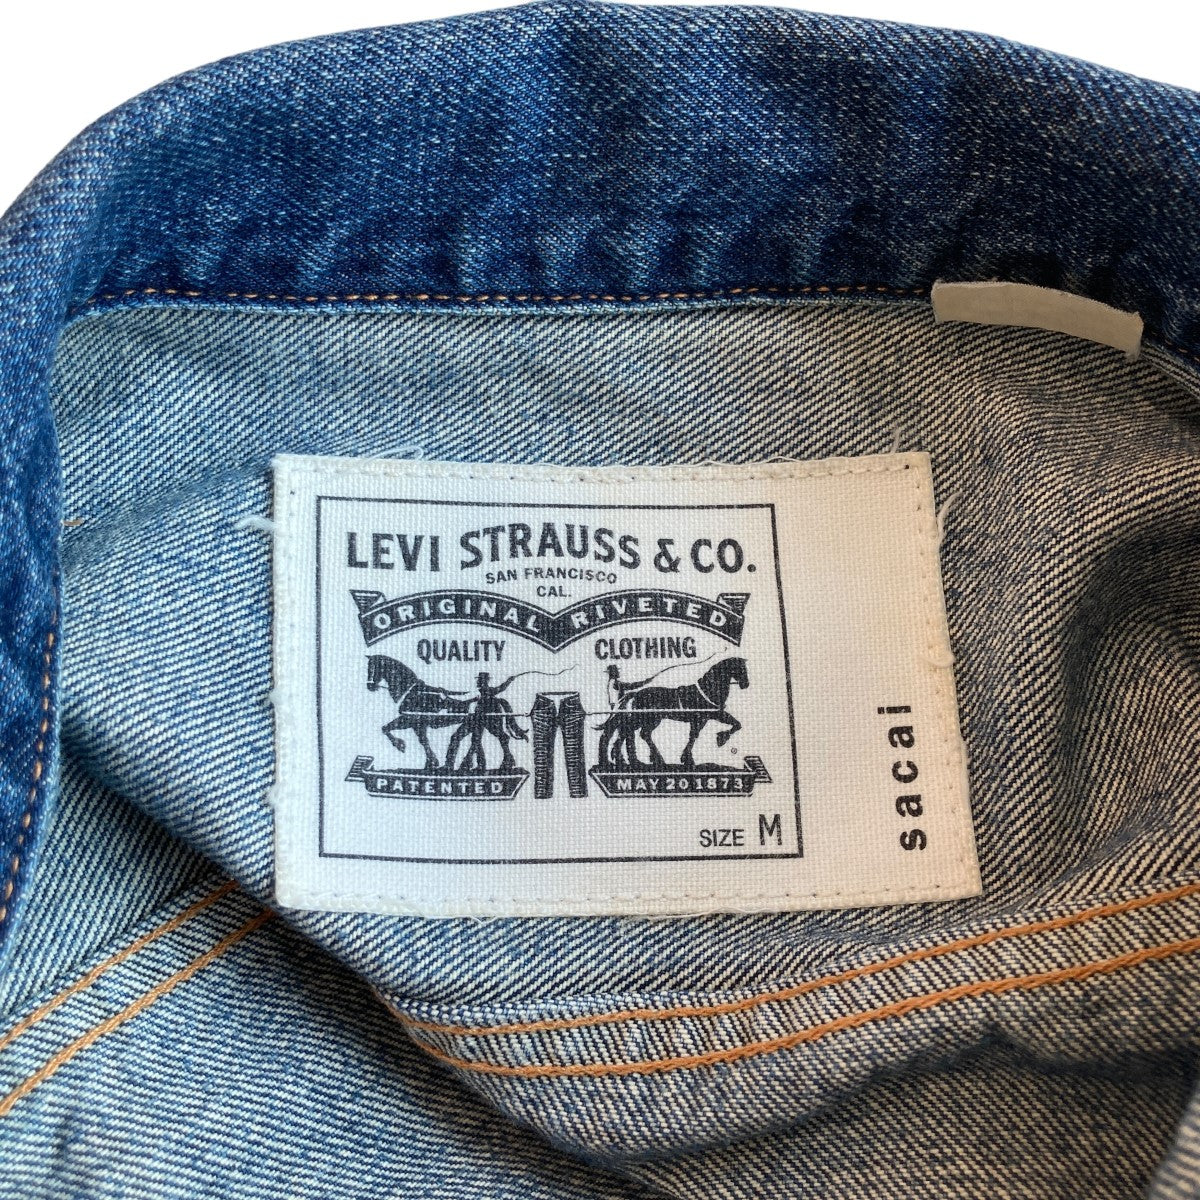 LEVI STRAUSS & CO.
SAN FRANCISCO
CAL.
ORIGINAL RIVETED
QUALITY CLOTHING
PATENTED MAY 20 1873
®
SIZE M
sacai